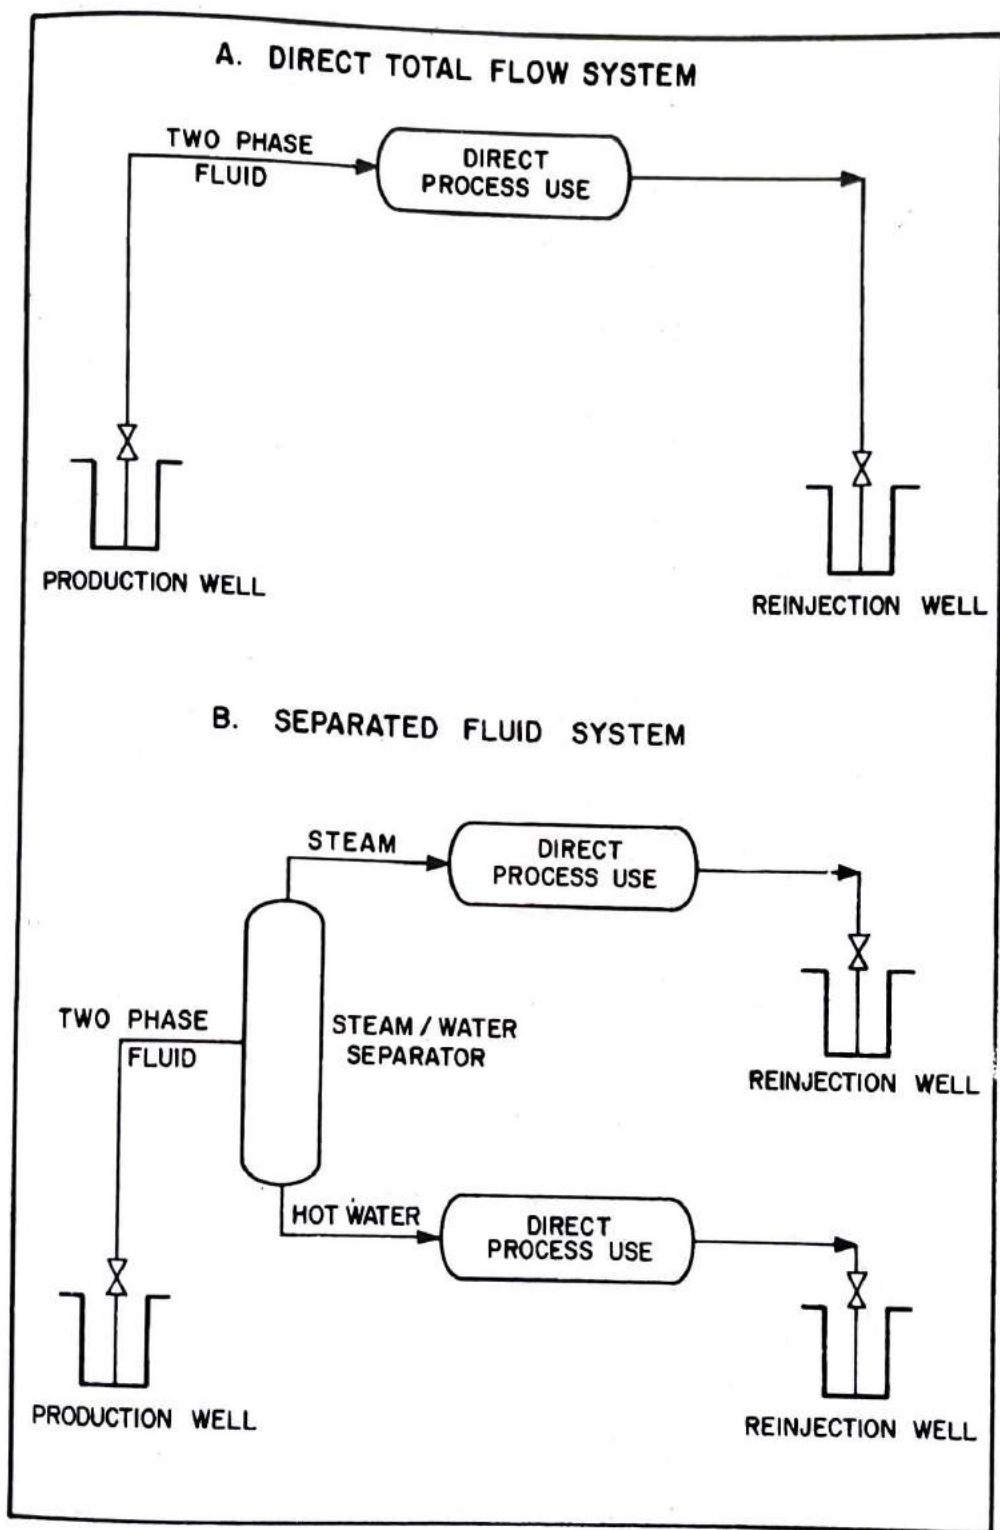 A. DIRECT TOTAL FLOW SYSTEM
TWO PHASE
FLUID
DIRECT
PROCESS USE
PRODUCTION WELL
REINJECTION WELL
B. SEPARATED FLUID SYSTEM
STEAM
DIRECT
PROCESS USE
TWO PHASE
FLUID
STEAM / WATER
SEPARATOR
REINJECTION WELL
HOT WATER
DIRECT
PROCESS USE
PRODUCTION WELL
REINJECTION WELL